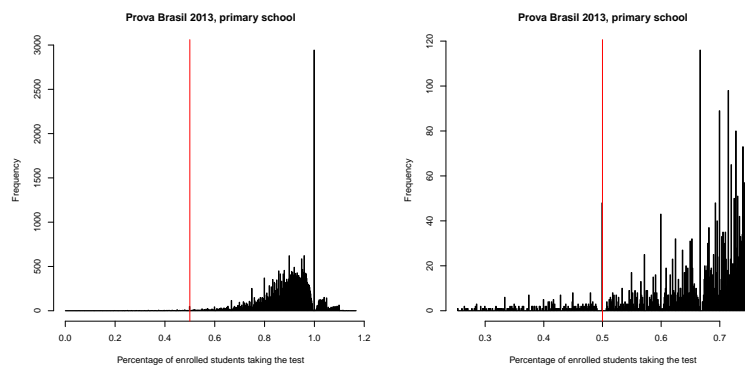 Prova Brasil 2013, primary school
Frequency
3000
2500
2000
1500
1000
500
0
0.0 0.2 0.4 0.6 0.8 1.0 1.2
Percentage of enrolled students taking the test
Prova Brasil 2013, primary school
Frequency
120
100
80
60
40
20
0
0.3 0.4 0.5 0.6 0.7
Percentage of enrolled students taking the test